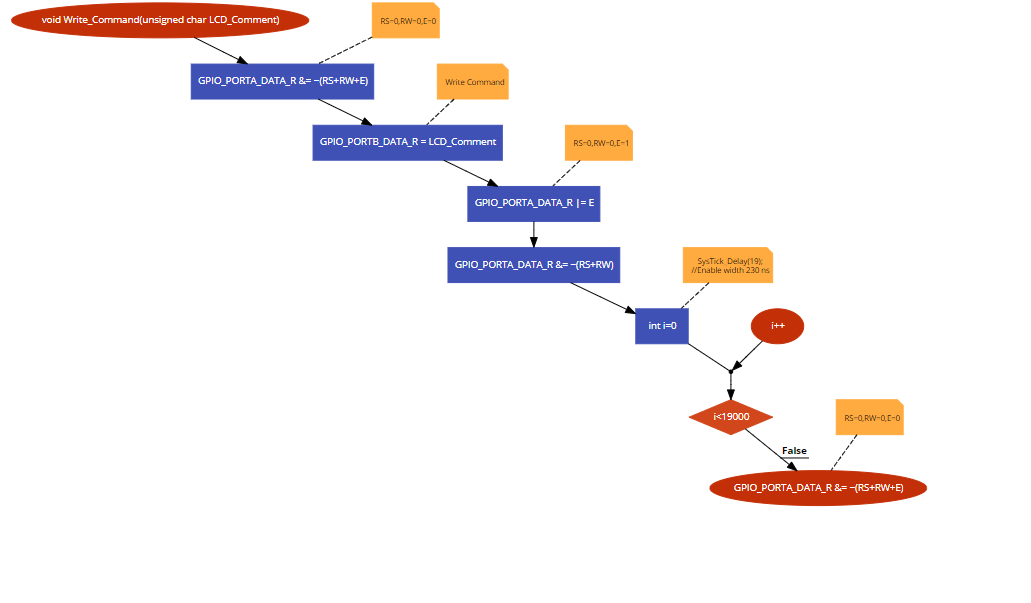 void Write_Command(unsigned char LCD_Comment)
RS=0,RW=0,E=0
GPIO_PORTA_DATA_R &= ~(RS+RW+E)
Write Command
GPIO_PORTB_DATA_R = LCD_Comment
RS=0,RW=0,E=1
GPIO_PORTA_DATA_R |= E
GPIO_PORTA_DATA_R &= ~(RS+RW)
SysTick_Delay(19);
//Enable width 230 ns
int i=0
i++
i<19000
RS=0,RW=0,E=0
False
GPIO_PORTA_DATA_R &= ~(RS+RW+E)